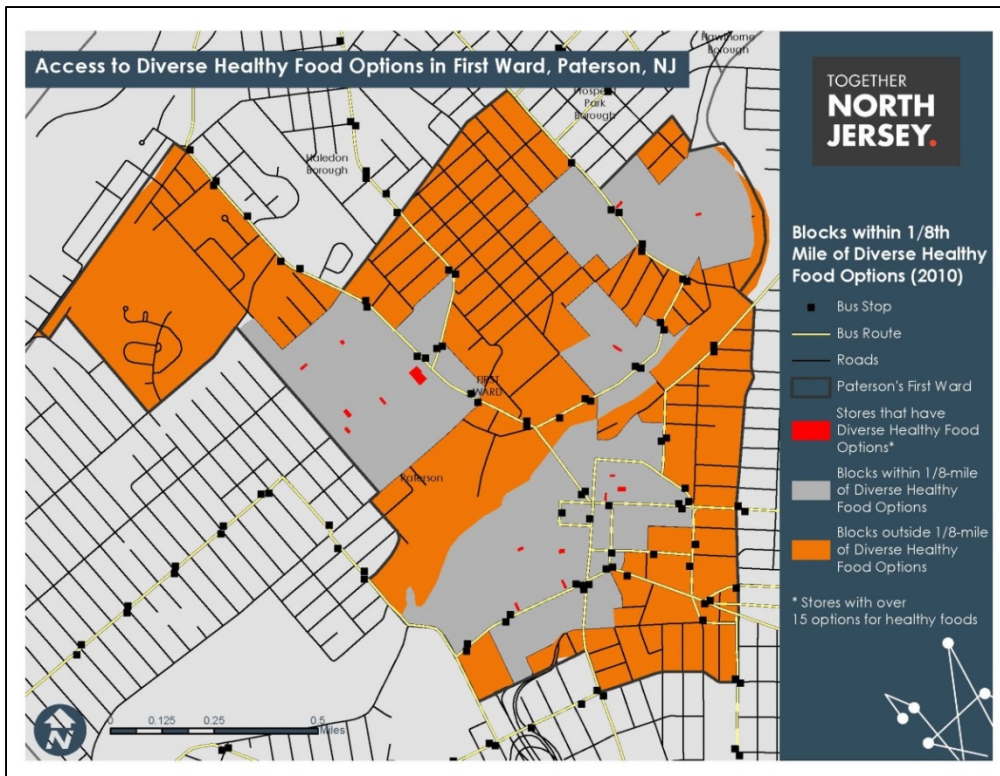 Access to Diverse Healthy Food Options in First Ward, Paterson, NJ
Hawthorne
Borough
Prospect
Park
Borough
Haledon
Borough
FIRST
WARD
Paterson
0
0.125
0.25
0.5
Miles
N
TOGETHER
NORTH
JERSEY.
Blocks within 1/8th
Mile of Diverse Healthy
Food Options (2010)
Bus Stop
Bus Route
Roads
Paterson's First Ward
Stores that have
Diverse Healthy Food
Options*
Blocks within 1/8-mile
of Diverse Healthy
Food Options
Blocks outside 1/8-mile
of Diverse Healthy
Food Options
* Stores with over
15 options for healthy foods